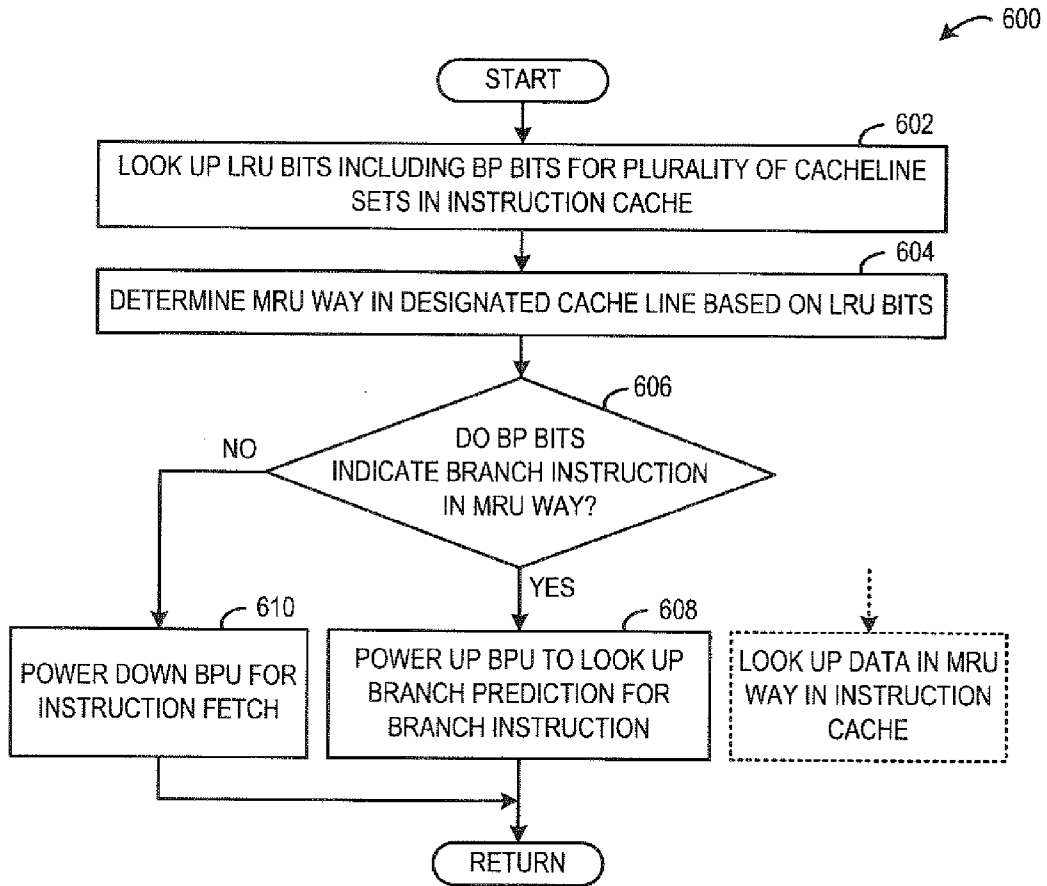 600
START
602
LOOK UP LRU BITS INCLUDING BP BITS FOR PLURALITY OF CACHELINE
SETS IN INSTRUCTION CACHE
604
DETERMINE MRU WAY IN DESIGNATED CACHE LINE BASED ON LRU BITS
606
DO BP BITS
INDICATE BRANCH INSTRUCTION
IN MRU WAY?
NO
YES
610
POWER DOWN BPU FOR
INSTRUCTION FETCH
608
POWER UP BPU TO LOOK UP
BRANCH PREDICTION FOR
BRANCH INSTRUCTION
LOOK UP DATA IN MRU
WAY IN INSTRUCTION
CACHE
RETURN